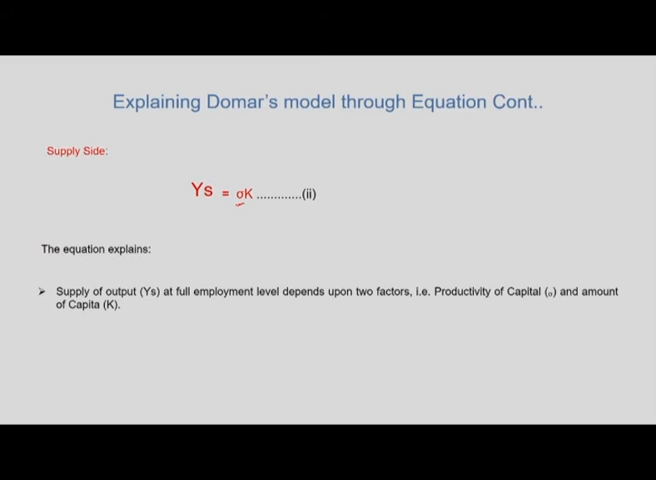 Explaining Domar's model through Equation Cont..
Supply Side:
Ys = σK .............(ii)
The equation explains:
➢ Supply of output (Ys) at full employment level depends upon two factors, i.e. Productivity of Capital (σ) and amount
of Capita (K).